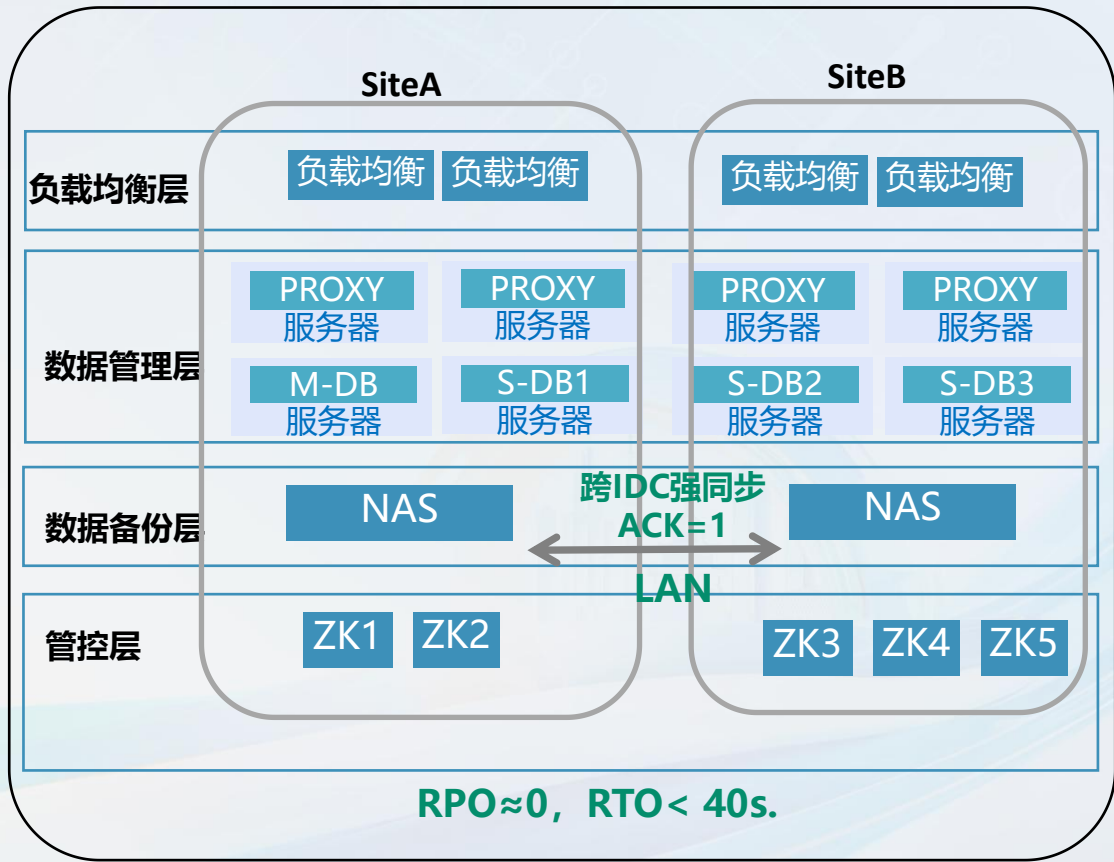 SiteA
SiteB
负载均衡层
负载均衡
负载均衡
负载均衡
负载均衡
数据管理层
PROXY
服务器
PROXY
服务器
PROXY
服务器
PROXY
服务器
M-DB
服务器
S-DB1
服务器
S-DB2
服务器
S-DB3
服务器
数据备份层
NAS
跨IDC强同步
ACK=1
LAN
NAS
管控层
ZK1
ZK2
ZK3
ZK4
ZK5
RPO≈0，RTO< 40s.